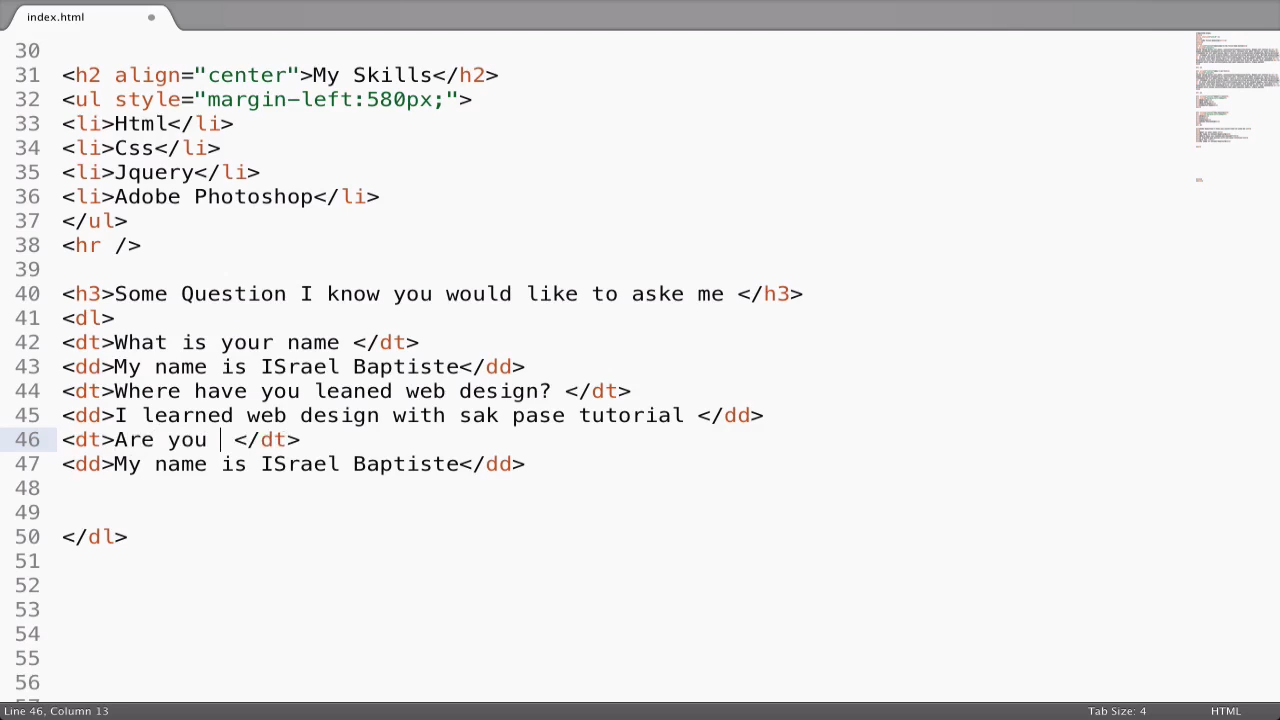 index.html
30
31 <h2 align="center">My Skills</h2>
32 <ul style="margin-left:580px;">
33 <li>Html</li>
34 <li>Css</li>
35 <li>Jquery</li>
36 <li>Adobe Photoshop</li>
37 </ul>
38 <hr />
39
40 <h3>Some Question I know you would like to aske me </h3>
41 <dl>
42 <dt>What is your name </dt>
43 <dd>My name is ISrael Baptiste</dd>
44 <dt>Where have you leaned web design? </dt>
45 <dd>I learned web design with sak pase tutorial </dd>
46 <dt>Are you  </dt>
47 <dd>My name is ISrael Baptiste</dd>
48
49
50 </dl>
51
52
53
54
55
56
Line 46, Column 13 Tab Size: 4 HTML